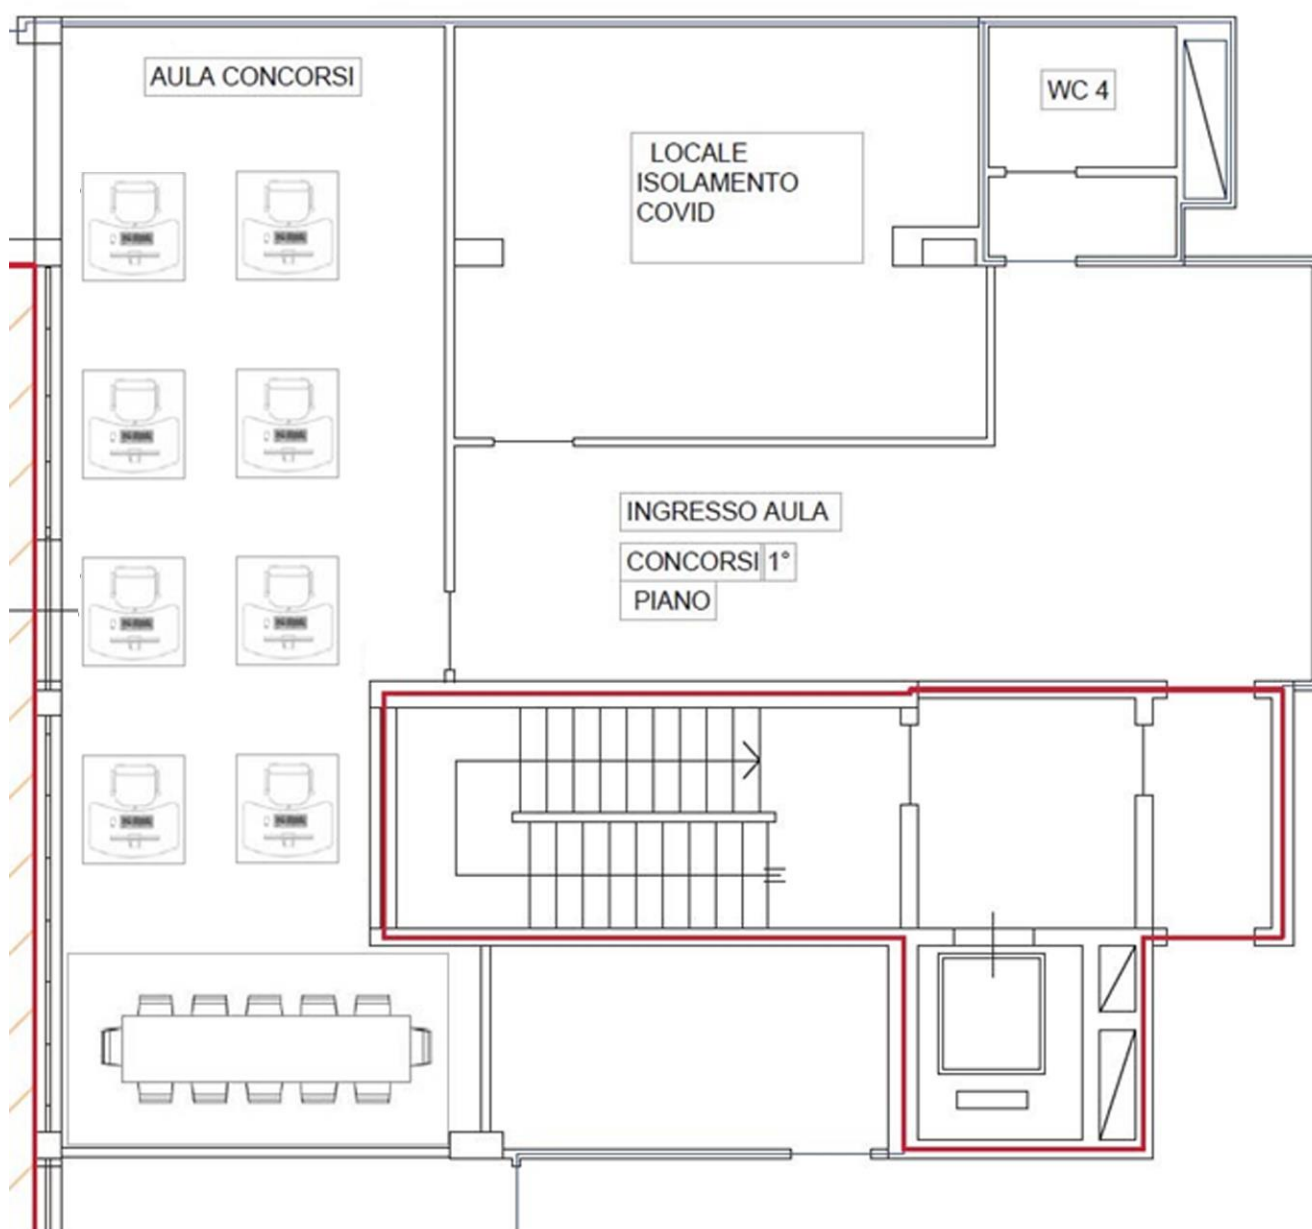 AULA CONCORSI
WC 4
LOCALE
ISOLAMENTO
COVID
INGRESSO AULA
CONCORSI 1°
PIANO